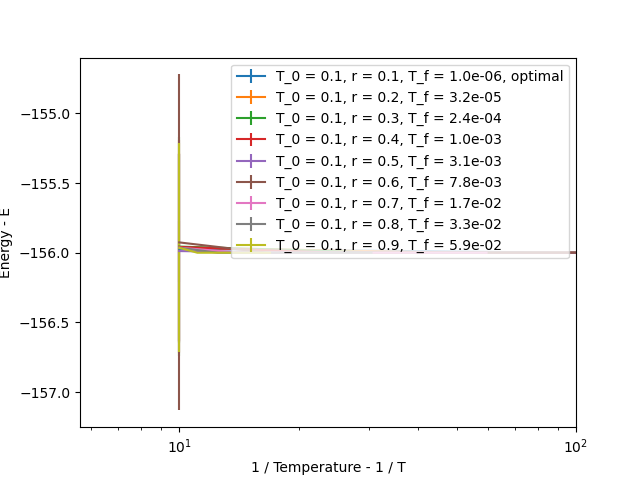 T_0 = 0.1, r = 0.1, T_f = 1.0e-06, optimal
T_0 = 0.1, r = 0.2, T_f = 3.2e-05
T_0 = 0.1, r = 0.3, T_f = 2.4e-04
T_0 = 0.1, r = 0.4, T_f = 1.0e-03
T_0 = 0.1, r = 0.5, T_f = 3.1e-03
T_0 = 0.1, r = 0.6, T_f = 7.8e-03
T_0 = 0.1, r = 0.7, T_f = 1.7e-02
T_0 = 0.1, r = 0.8, T_f = 3.3e-02
T_0 = 0.1, r = 0.9, T_f = 5.9e-02
−155.0
−155.5
−156.0
−156.5
−157.0
Energy - E
10¹
10²
1 / Temperature - 1 / T